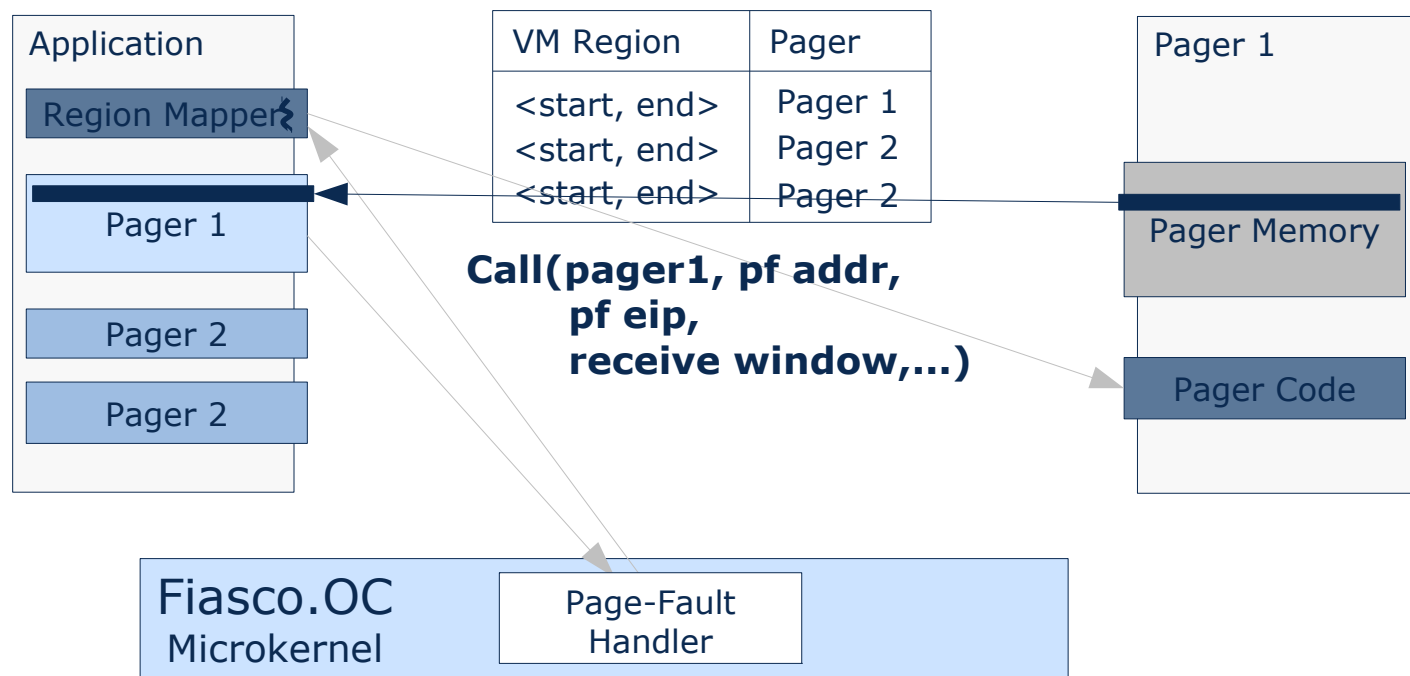 Application
Region Mapper
Pager 1
Pager 2
Pager 2
VM Region Pager
<start, end> Pager 1
<start, end> Pager 2
<start, end> Pager 2
Call(pager1, pf addr,
pf eip,
receive window,...)
Pager 1
Pager Memory
Pager Code
Fiasco.OC
Microkernel
Page-Fault
Handler